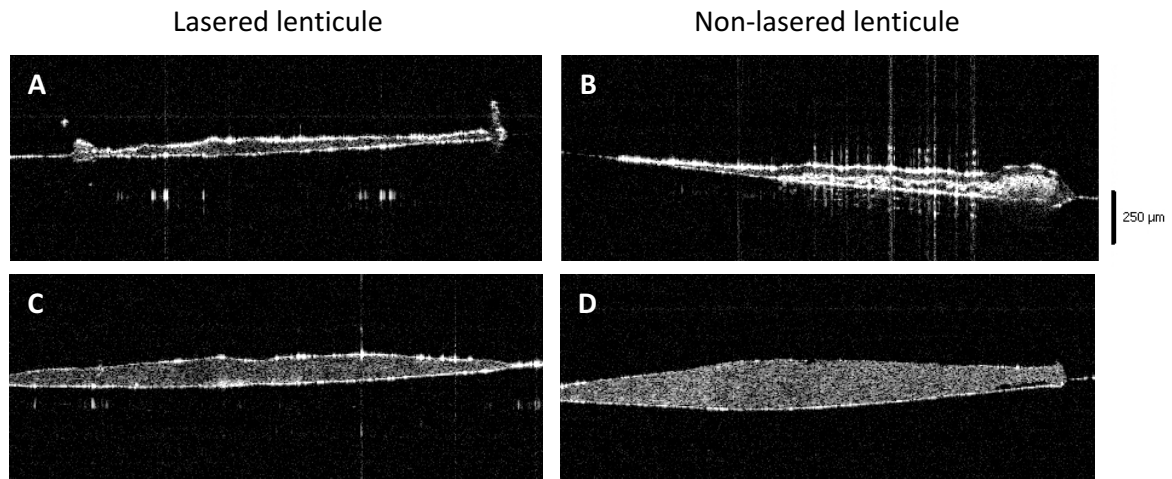 Lasered lenticule
Non-lasered lenticule
A
B
250 µm
C
D